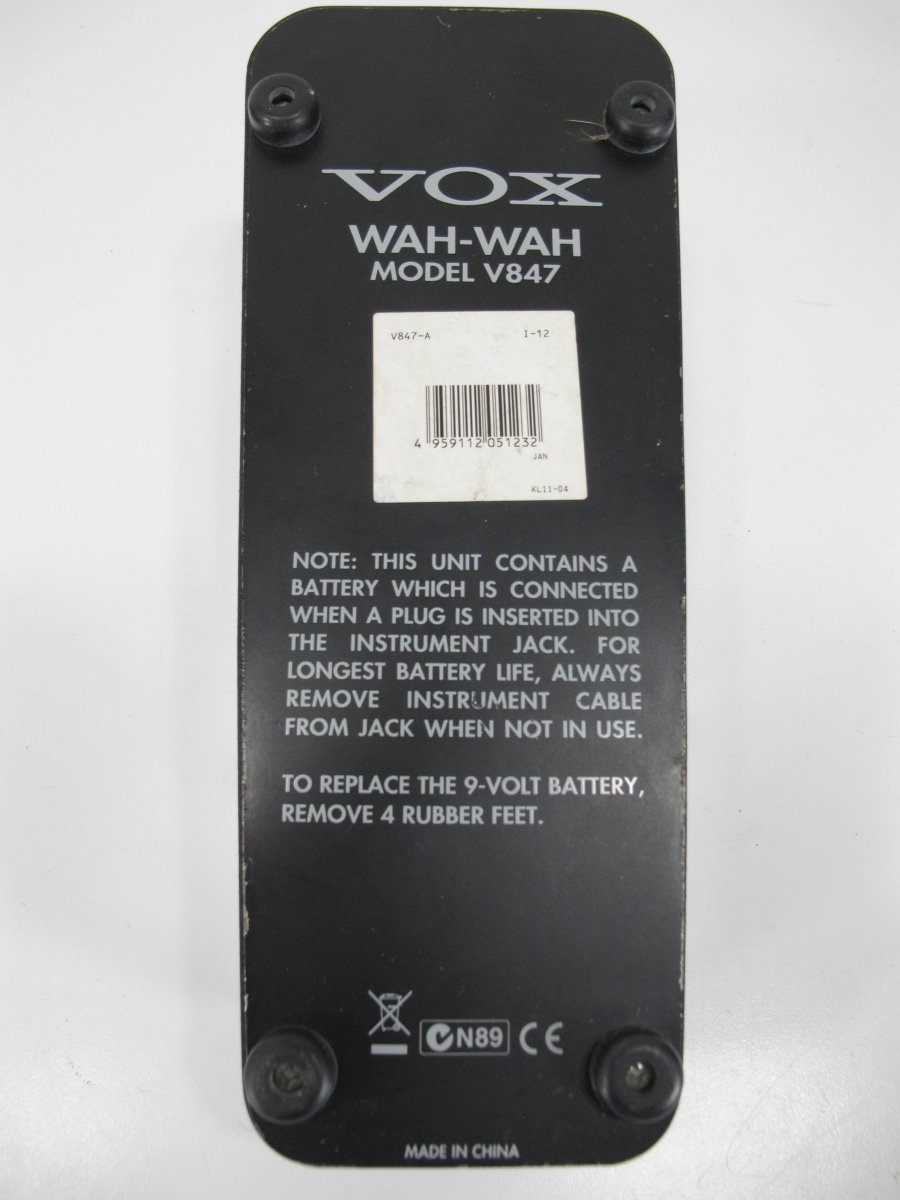 VOX
WAH-WAH
MODEL V847
V847-A I-12
4 959112 051232
JAN
KL11-04
NOTE: THIS UNIT CONTAINS A
BATTERY WHICH IS CONNECTED
WHEN A PLUG IS INSERTED INTO
THE INSTRUMENT JACK. FOR
LONGEST BATTERY LIFE, ALWAYS
REMOVE INSTRUMENT CABLE
FROM JACK WHEN NOT IN USE.
TO REPLACE THE 9-VOLT BATTERY,
REMOVE 4 RUBBER FEET.
N89 CE
MADE IN CHINA